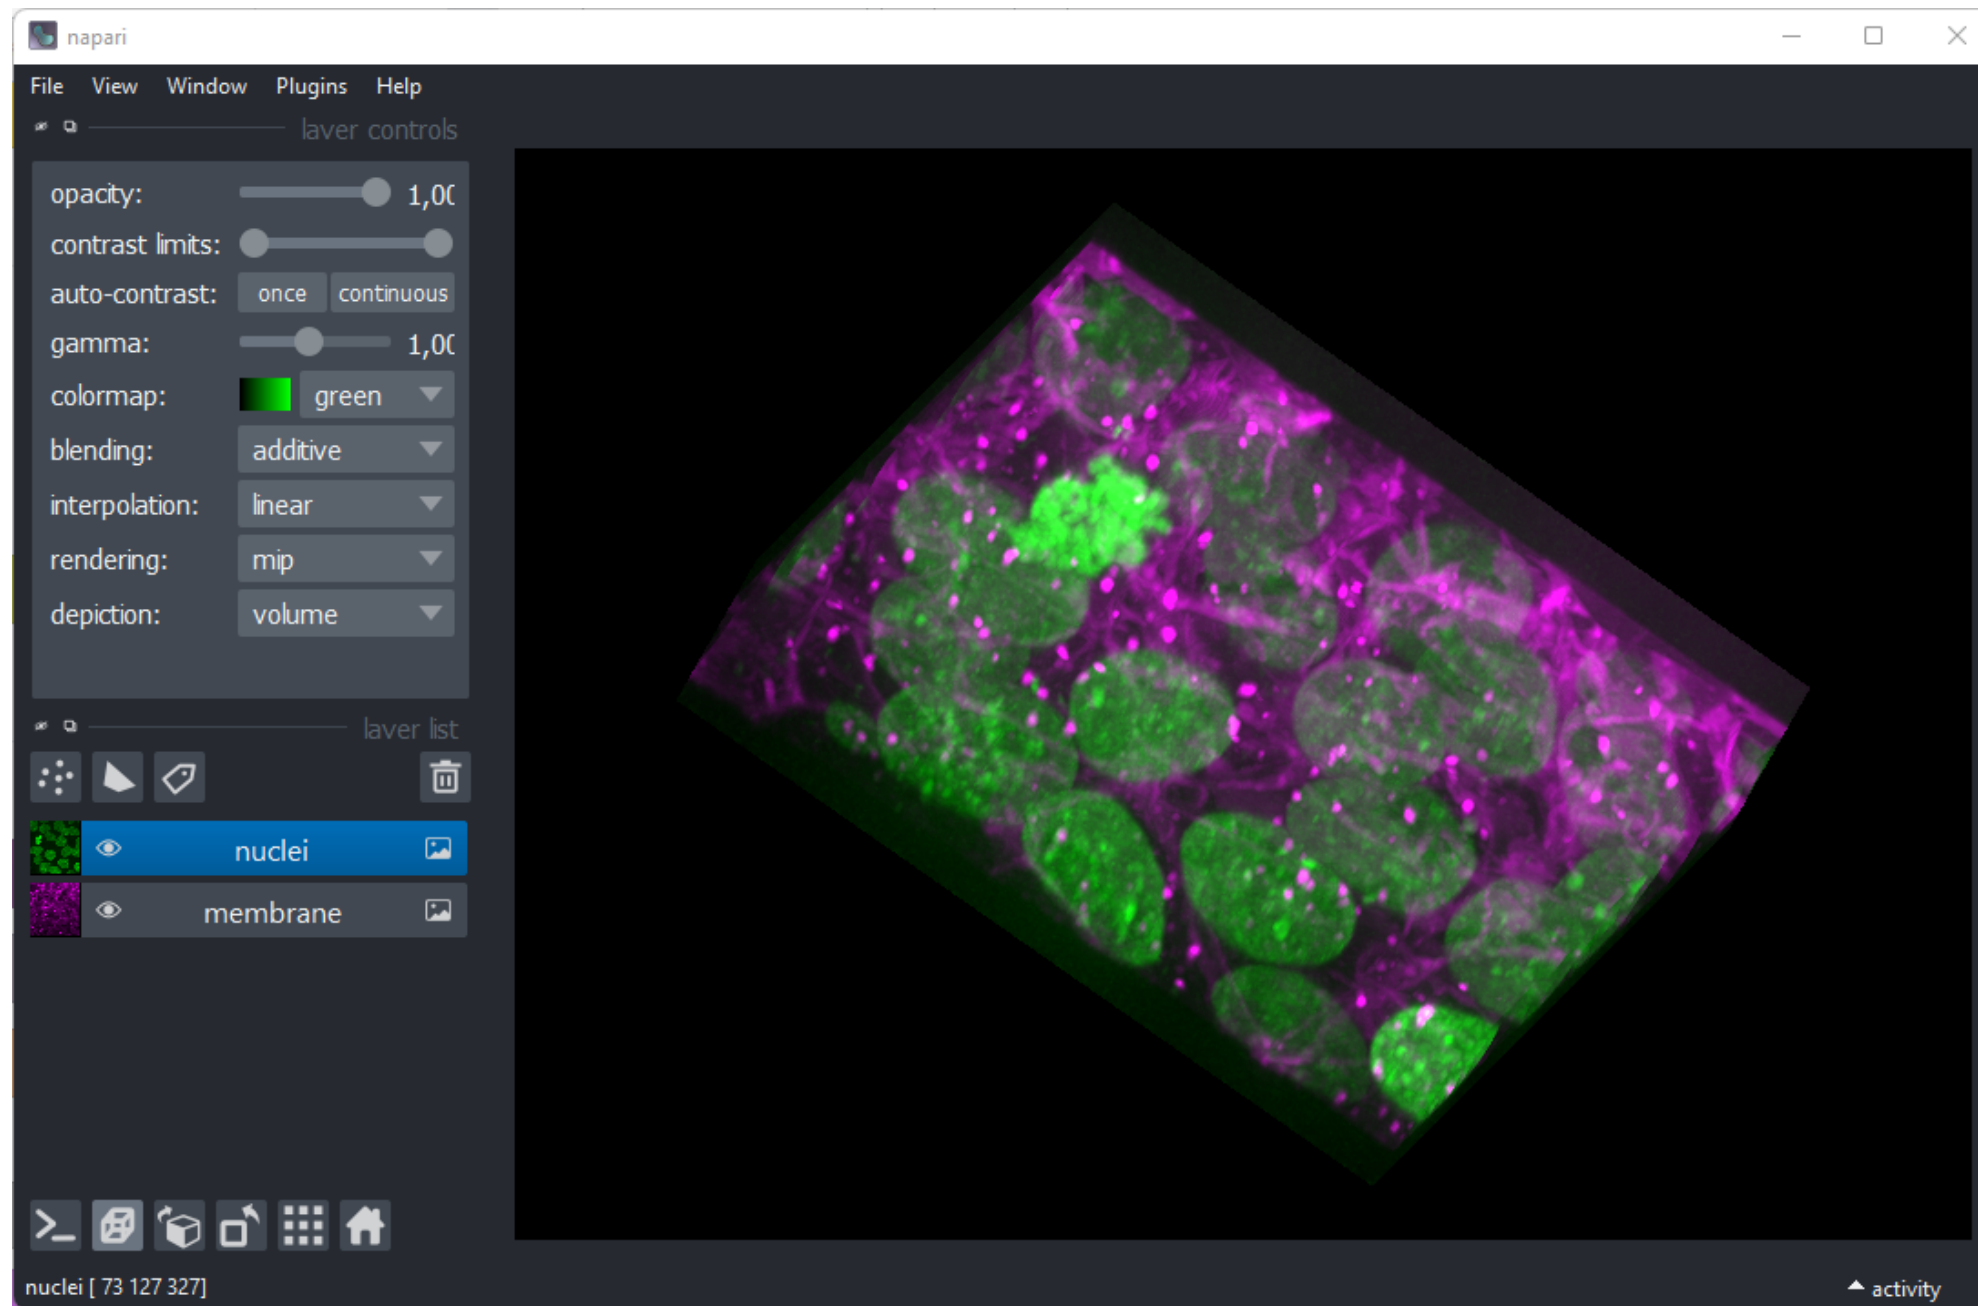 napari
File View Window Plugins Help
layer controls
opacity: 1,00
contrast limits:
auto-contrast: once continuous
gamma: 1,00
colormap: green
blending: additive
interpolation: linear
rendering: mip
depiction: volume
layer list
nuclei
membrane
nuclei [ 73 127 327]
activity